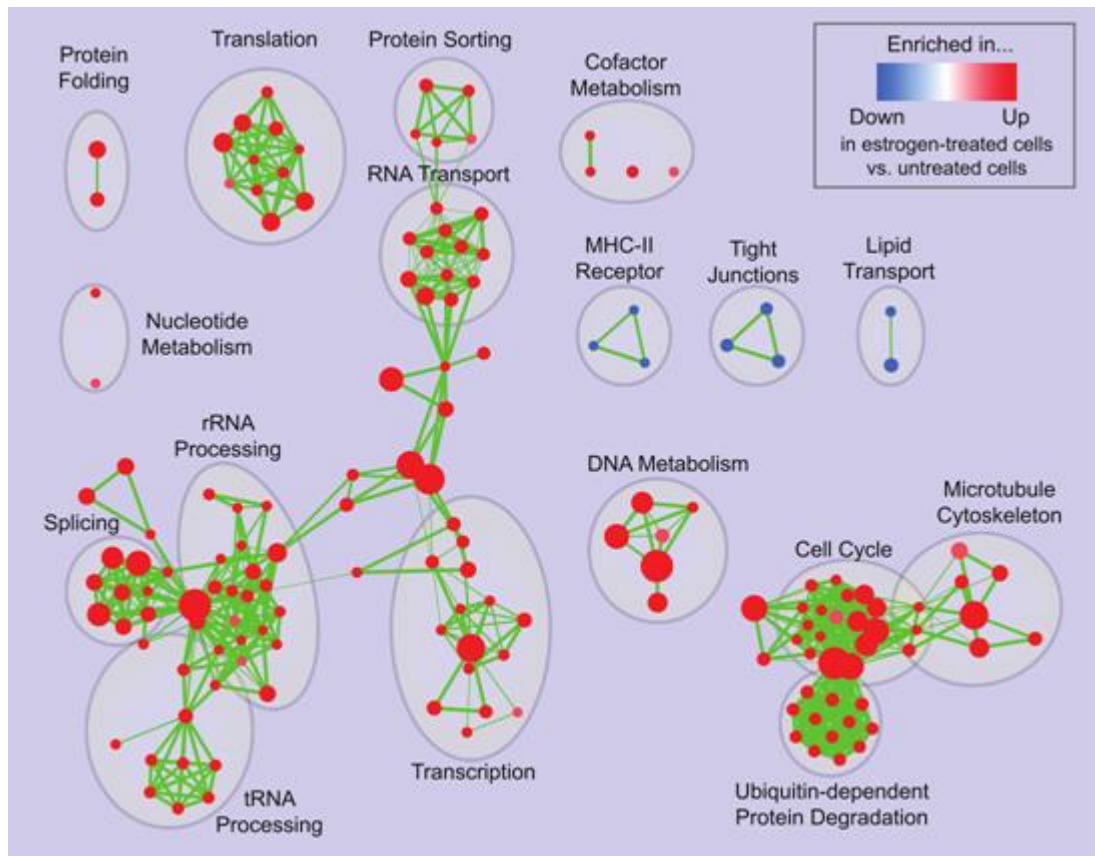 Protein
Folding
Translation
Protein Sorting
Cofactor
Metabolism
Enriched in...
Down
Up
in estrogen-treated cells
vs. untreated cells
RNA Transport
MHC-II
Receptor
Tight
Junctions
Lipid
Transport
Nucleotide
Metabolism
rRNA
Processing
Splicing
DNA Metabolism
Microtubule
Cytoskeleton
Cell Cycle
Transcription
tRNA
Processing
Ubiquitin-dependent
Protein Degradation